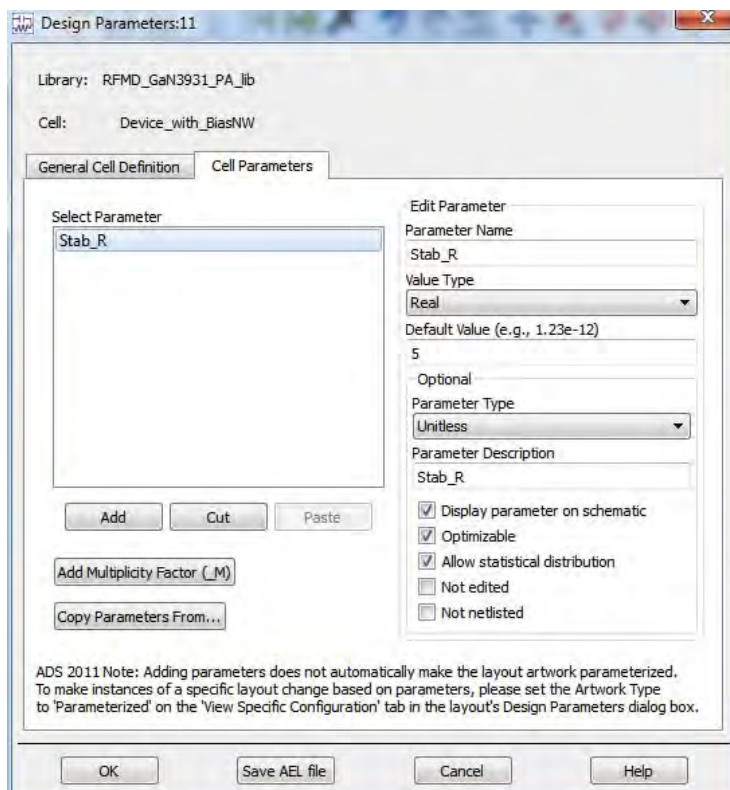 Design Parameters:11
Library: RFMD_GaN3931_PA_lib
Cell: Device_with_BiasNW
General Cell Definition Cell Parameters
Select Parameter
Stab_R
Add Cut Paste
Add Multiplicity Factor (_M)
Copy Parameters From...
Edit Parameter
Parameter Name
Stab_R
Value Type
Real
Default Value (e.g., 1.23e-12)
5
Optional
Parameter Type
Unitless
Parameter Description
Stab_R
Display parameter on schematic
Optimizable
Allow statistical distribution
Not edited
Not netlisted
ADS 2011 Note: Adding parameters does not automatically make the layout artwork parameterized.
To make instances of a specific layout change based on parameters, please set the Artwork Type
to 'Parameterized' on the 'View Specific Configuration' tab in the layout's Design Parameters dialog box.
OK Save AEL file Cancel Help